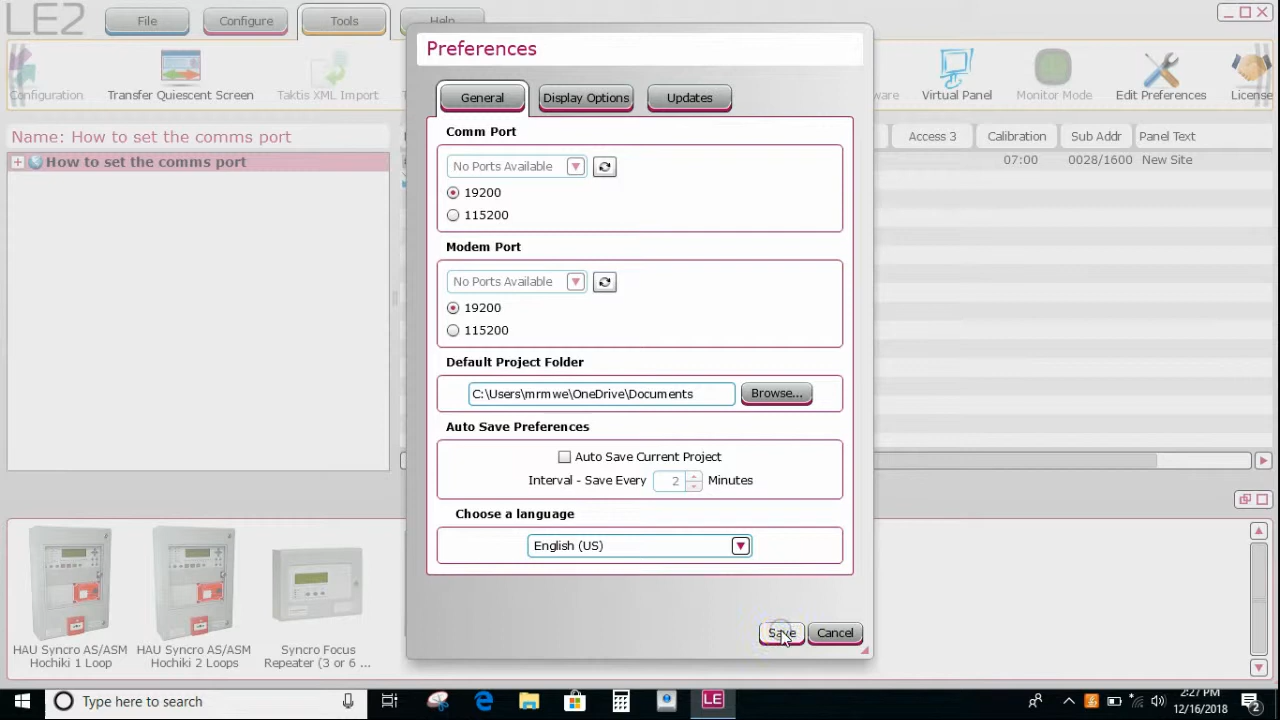 LE2
File
Configure
Tools
Help
Configuration
Transfer Quiescent Screen
Taktis XML Import
Virtual Panel
Monitor Mode
Edit Preferences
License
Name: How to set the comms port
How to set the comms port
Access 3
Calibration
Sub Addr
Panel Text
07:00
0028/1600
New Site
Preferences
General
Display Options
Updates
Comm Port
No Ports Available
19200
115200
Modem Port
No Ports Available
19200
115200
Default Project Folder
C:\Users\mrmwe\OneDrive\Documents
Browse...
Auto Save Preferences
Auto Save Current Project
Interval - Save Every 2 Minutes
Choose a language
English (US)
Save
Cancel
HAU Syncro AS/ASM
Hochiki 1 Loop
HAU Syncro AS/ASM
Hochiki 2 Loops
Syncro Focus
Repeater (3 or 6 ...
Type here to search
LE
2:27 PM
12/16/2018
2